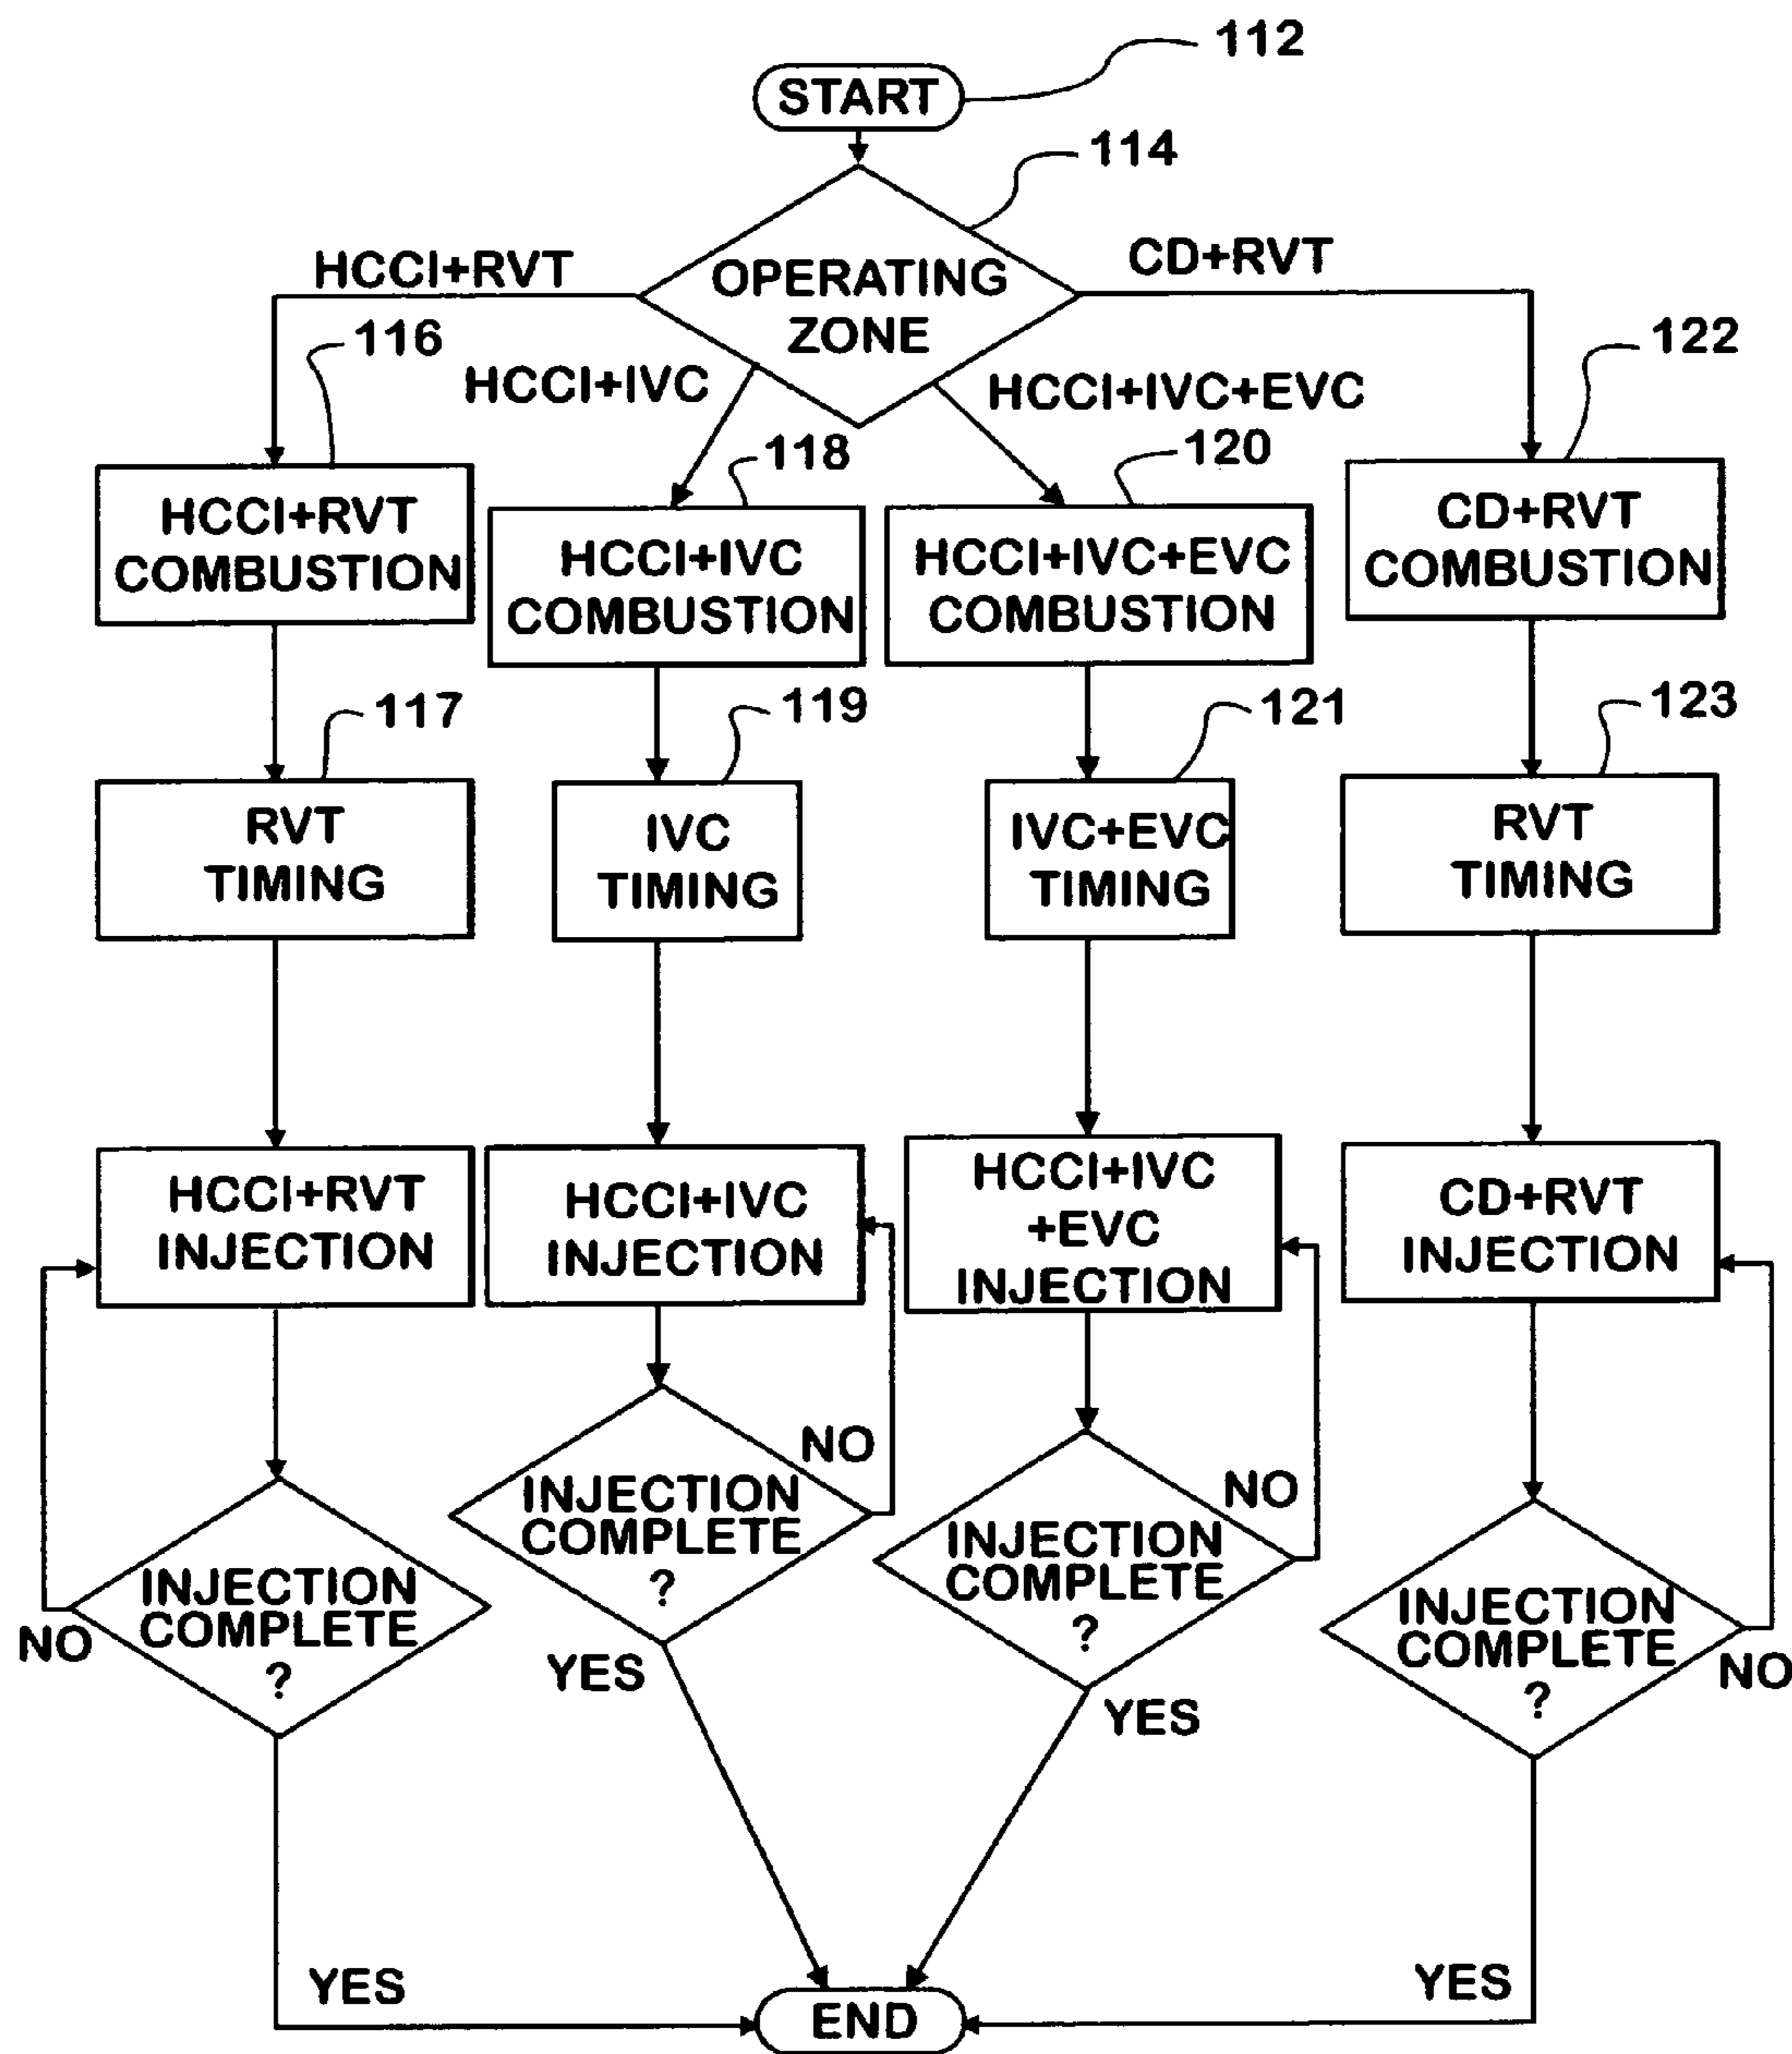 112
START
114
HCCI+RVT
CD+RVT
OPERATING
ZONE
116
122
HCCI+IVC
HCCI+IVC+EVC
118
120
HCCI+RVT
COMBUSTION
HCCI+IVC
COMBUSTION
HCCI+IVC+EVC
COMBUSTION
CD+RVT
COMBUSTION
117
119
121
123
RVT
TIMING
IVC
TIMING
IVC+EVC
TIMING
RVT
TIMING
HCCI+RVT
INJECTION
HCCI+IVC
INJECTION
HCCI+IVC
+EVC
INJECTION
CD+RVT
INJECTION
NO
INJECTION
COMPLETE
?
NO
INJECTION
COMPLETE
?
NO
INJECTION
COMPLETE
?
INJECTION
COMPLETE
?
NO
YES
YES
YES
YES
END